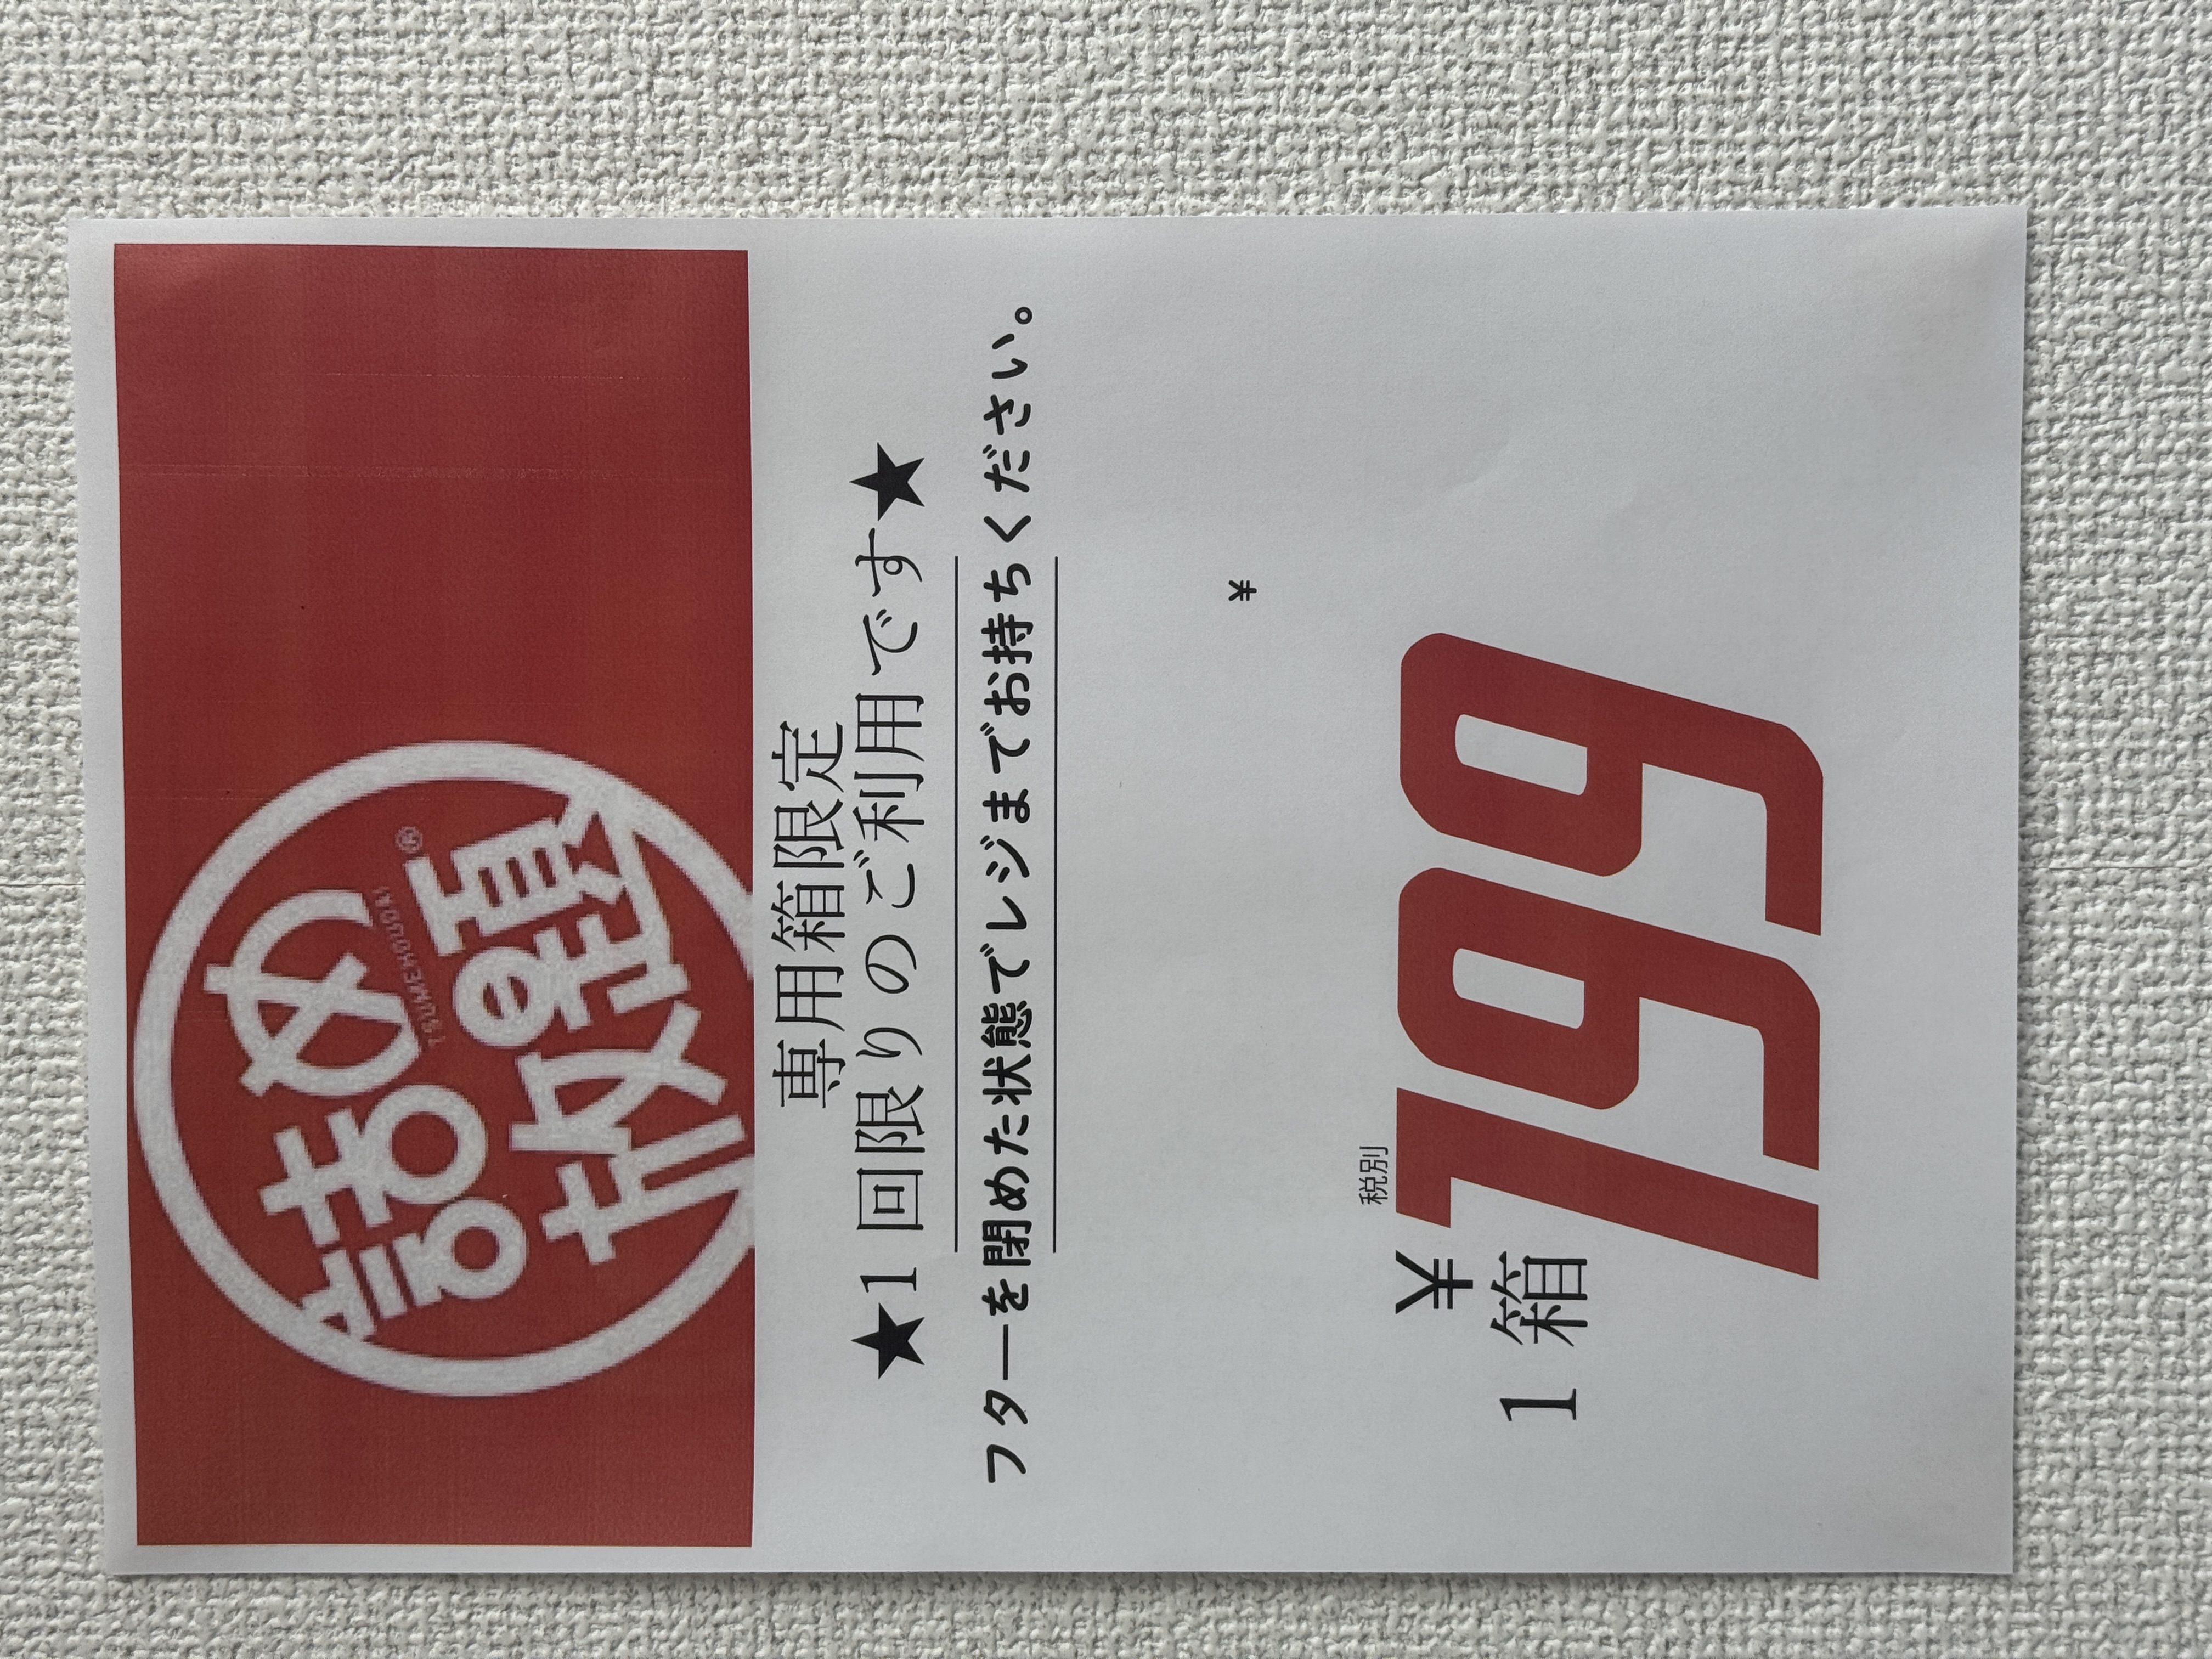 詰め放題®
TSUMEHOUDAI
専用箱限定
★1回限りのご利用です★
フターを閉めた状態でレジまでお持ちください。
¥
税別
¥199
1箱